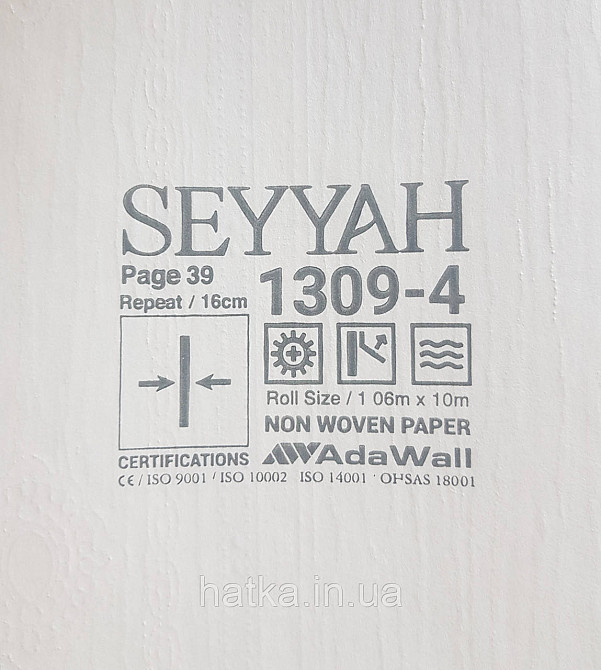 SEYYAH
Page 39
Repeat / 16cm
1309-4
Roll Size / 1 06m x 10m
NON WOVEN PAPER
CERTIFICATIONS
AdaWall
CE / ISO 9001 / ISO 10002 ISO 14001 · OHSAS 18001
hatka.in.ua